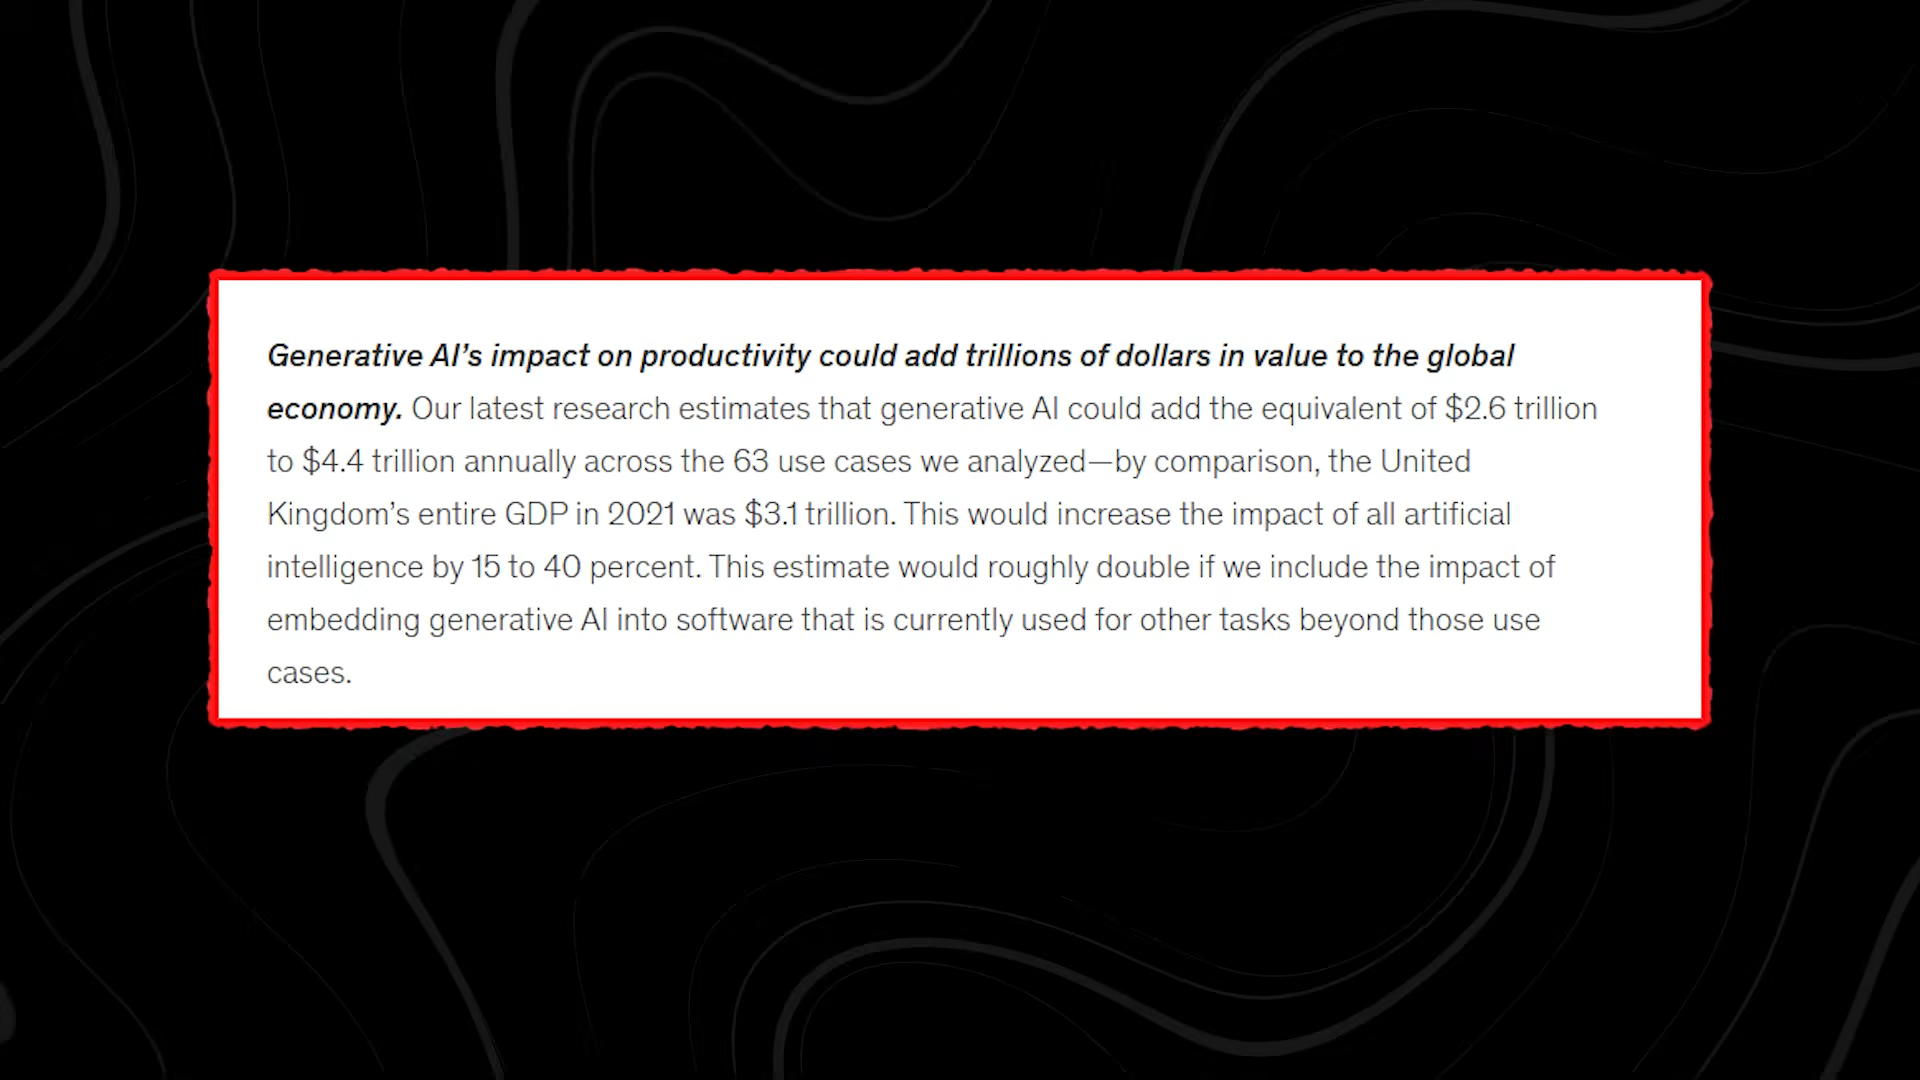 Generative AI’s impact on productivity could add trillions of dollars in value to the global
economy. Our latest research estimates that generative AI could add the equivalent of $2.6 trillion
to $4.4 trillion annually across the 63 use cases we analyzed—by comparison, the United
Kingdom’s entire GDP in 2021 was $3.1 trillion. This would increase the impact of all artificial
intelligence by 15 to 40 percent. This estimate would roughly double if we include the impact of
embedding generative AI into software that is currently used for other tasks beyond those use
cases.